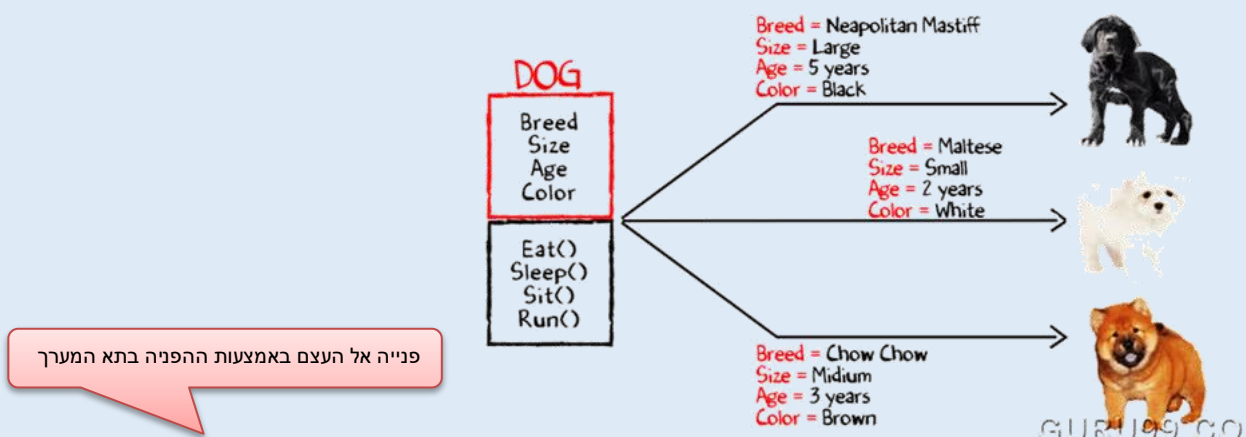 DOG
Breed
Size
Age
Color
Eat()
Sleep()
Sit()
Run()
Breed = Neapolitan Mastiff
Size = Large
Age = 5 years
Color = Black
Breed = Maltese
Size = Small
Age = 2 years
Color = White
Breed = Chow Chow
Size = Midium
Age = 3 years
Color = Brown
פנייה אל העצם באמצעות ההפניה בתא המערך
GURU99.CO